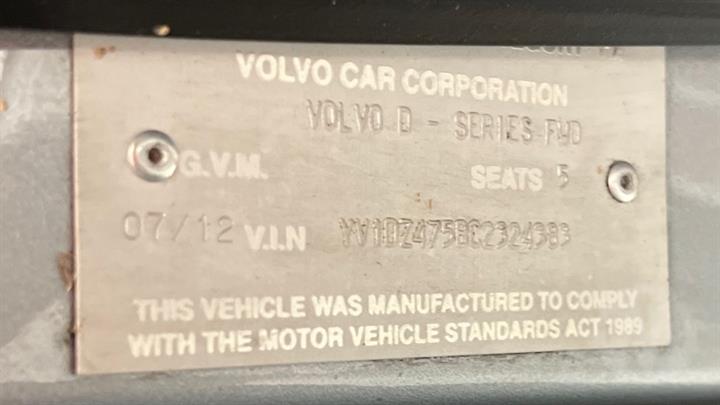 VOLVO CAR CORPORATION
VOLVO D - SERIES FWD
G.V.M. SEATS 5
07/12 V.I.N YV1DZ475BC2324383
THIS VEHICLE WAS MANUFACTURED TO COMPLY
WITH THE MOTOR VEHICLE STANDARDS ACT 1989